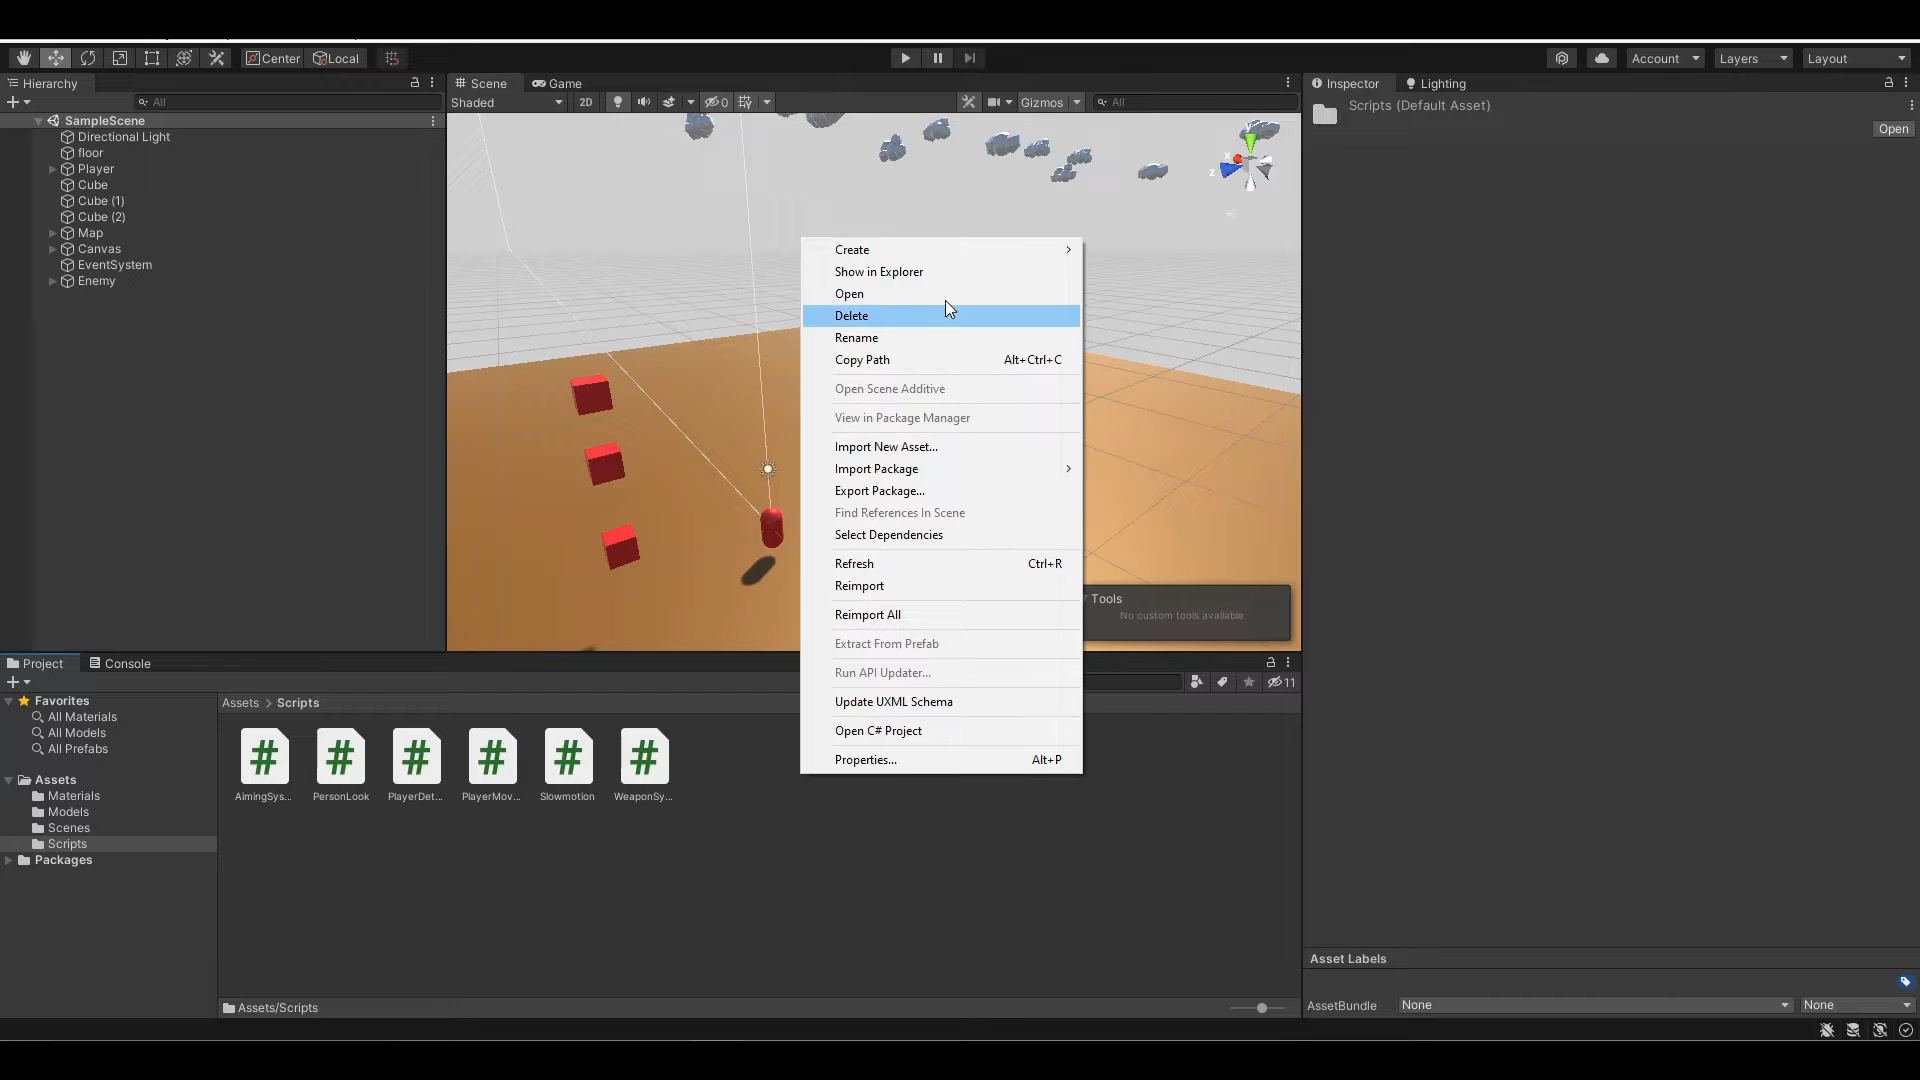 Center
Local
Account
Layers
Layout
Hierarchy
All
SampleScene
Directional Light
floor
Player
Cube
Cube (1)
Cube (2)
Map
Canvas
EventSystem
Enemy
Scene
Game
Shaded
2D
0
Gizmos
All
x
z
Create
Show in Explorer
Open
Delete
Rename
Copy Path Alt+Ctrl+C
Open Scene Additive
View in Package Manager
Import New Asset...
Import Package
Export Package...
Find References In Scene
Select Dependencies
Refresh Ctrl+R
Reimport
Reimport All
Extract From Prefab
Run API Updater...
Update UXML Schema
Open C# Project
Properties... Alt+P
Tools
No custom tools available
Inspector
Lighting
Scripts (Default Asset)
Open
Project
Console
11
Favorites
All Materials
All Models
All Prefabs
Assets
Materials
Models
Scenes
Scripts
Packages
Assets > Scripts
# # # # # #
AimingSys... PersonLook PlayerDet... PlayerMov... Slowmotion WeaponSy...
Assets/Scripts
Asset Labels
AssetBundle None None